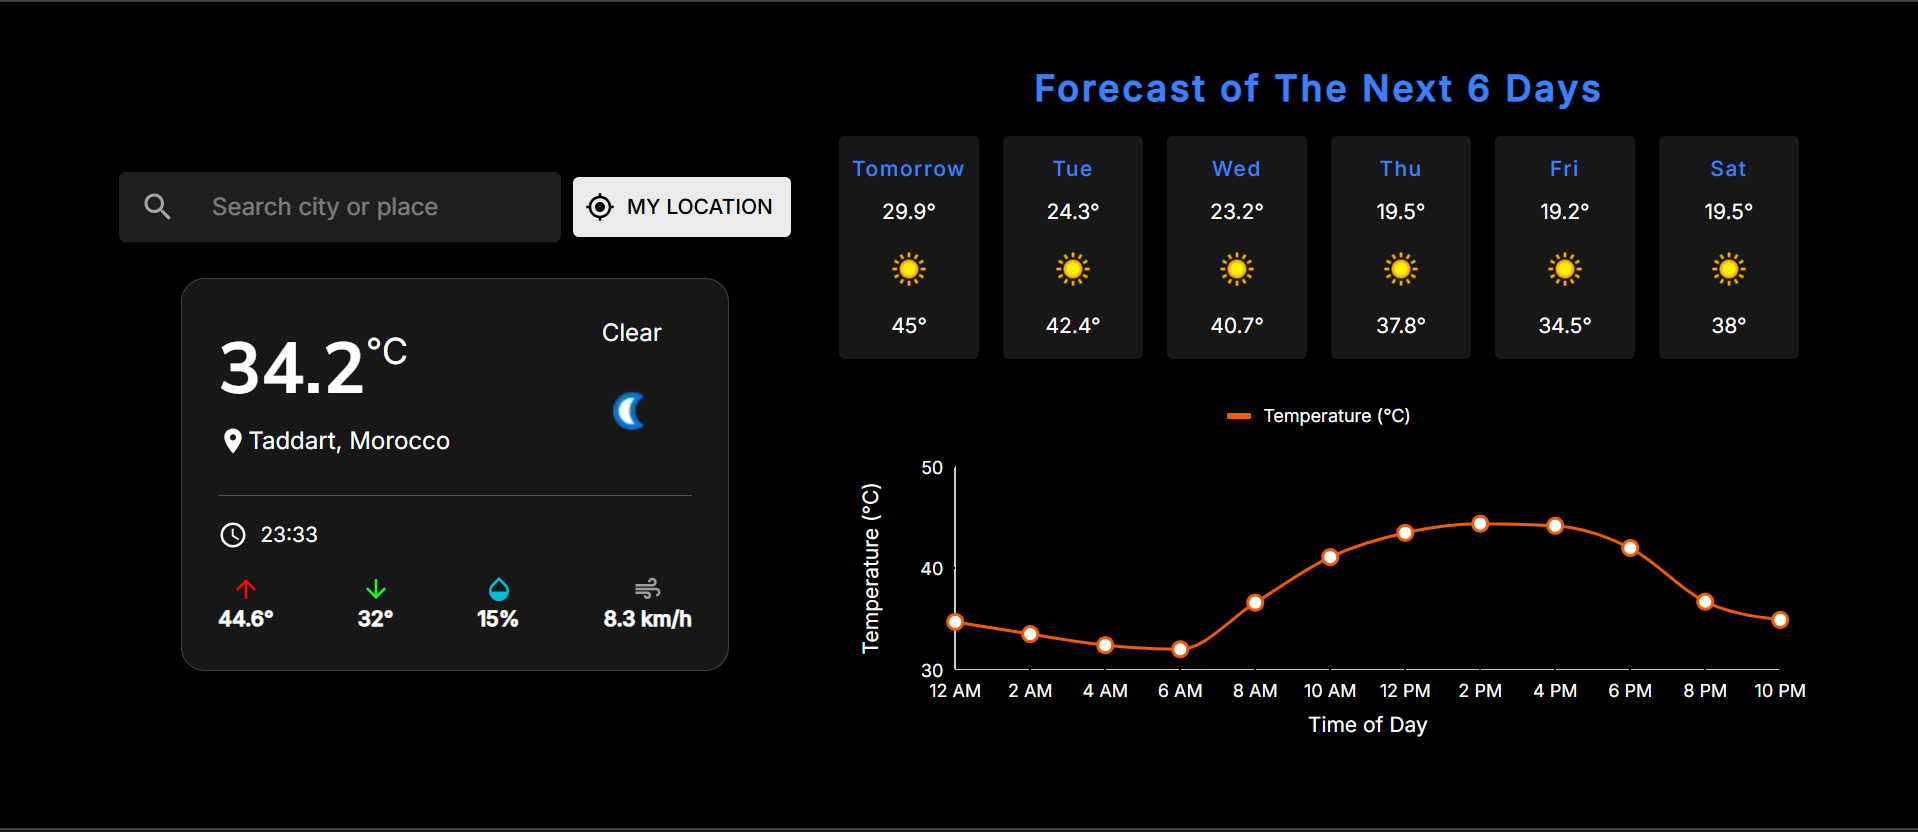 Search city or place
MY LOCATION
34.2°C
Clear
Taddart, Morocco
23:33
44.6° 32° 15% 8.3 km/h
Forecast of The Next 6 Days
Tomorrow Tue Wed Thu Fri Sat
29.9° 24.3° 23.2° 19.5° 19.2° 19.5°
45° 42.4° 40.7° 37.8° 34.5° 38°
Temperature (°C)
Temperature (°C)
50
40
30
12 AM 2 AM 4 AM 6 AM 8 AM 10 AM 12 PM 2 PM 4 PM 6 PM 8 PM 10 PM
Time of Day